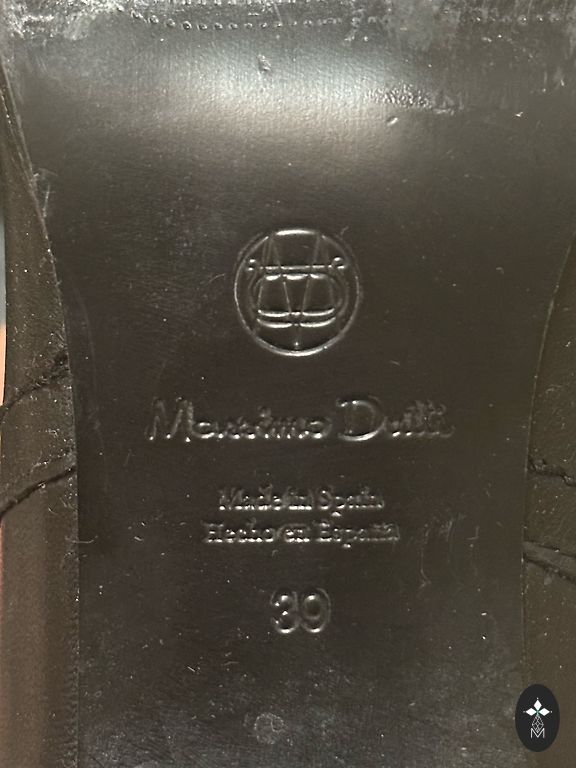 Massimo Dutti
Made in Spain
Hecho en España
39
M